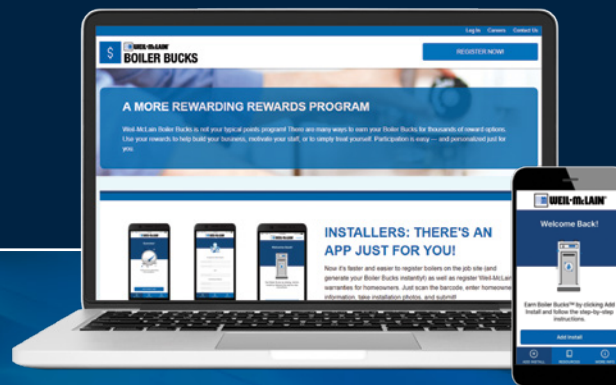 Log In Careers Contact Us
$ WEIL-McLAIN
BOILER BUCKS
REGISTER NOW!
A MORE REWARDING REWARDS PROGRAM
Weil-McLain Boiler Bucks is not your typical points program! There are many ways to earn your Boiler Bucks for thousands of reward options.
Use your rewards to help build your business, motivate your staff, or to simply treat yourself. Participation is easy — and personalized just for
you.
INSTALLERS: THERE'S AN
APP JUST FOR YOU!
Now it's faster and easier to register boilers on the job site (and
generate your Boiler Bucks instantly!) as well as register Weil-McLain
warranties for homeowners. Just scan the barcode, enter homeowner
information, take installation photos, and submit!
WEIL-McLAIN
Welcome Back!
Earn Boiler Bucks™ by clicking Add
Install and follow the step-by-step
instructions.
Add Install
ADD INSTALL RESOURCES MORE INFO